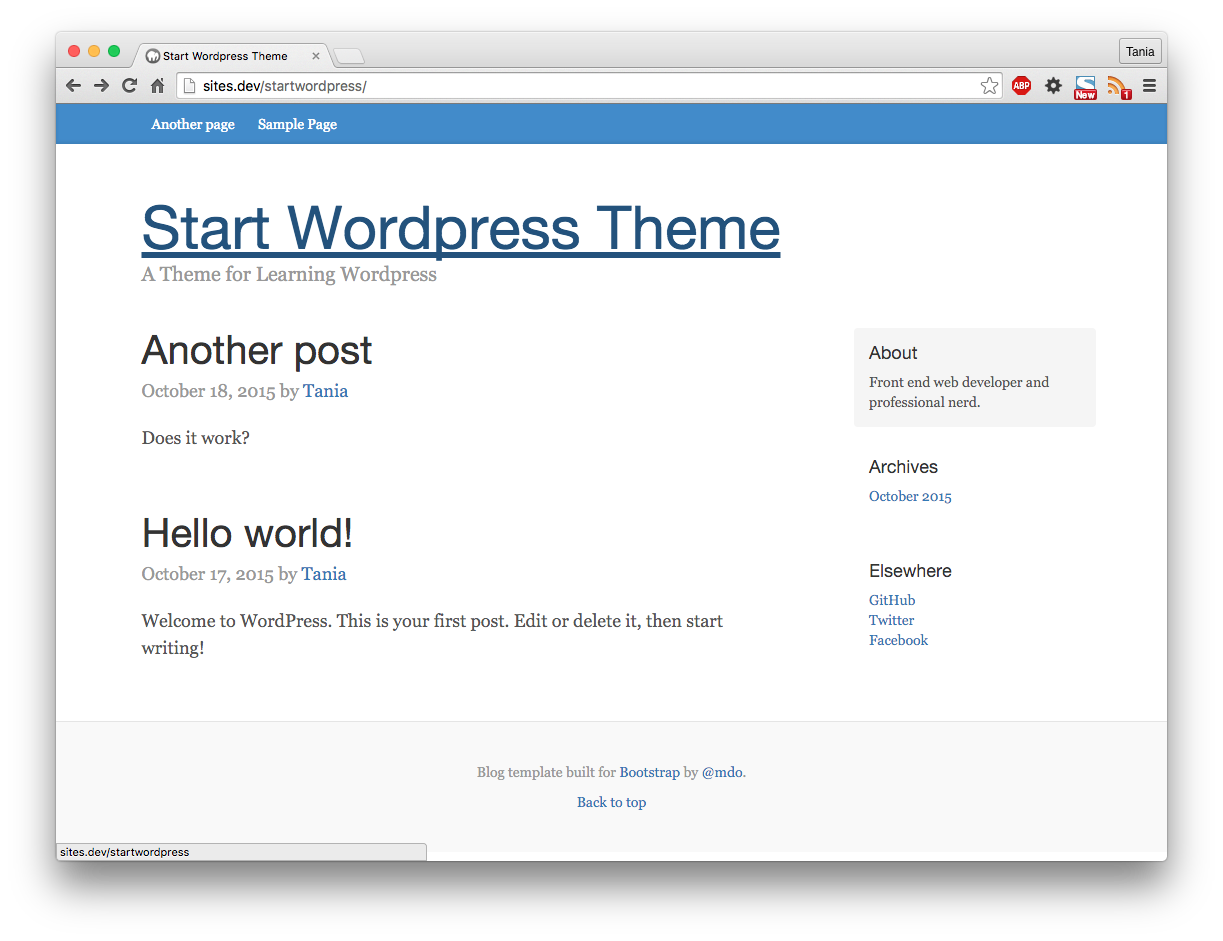 Start Wordpress Theme
Tania
sites.dev/startwordpress/
ABP
New
1
Another page Sample Page
Start Wordpress Theme
A Theme for Learning Wordpress
Another post
October 18, 2015 by Tania
Does it work?
Hello world!
October 17, 2015 by Tania
Welcome to WordPress. This is your first post. Edit or delete it, then start
writing!
About
Front end web developer and
professional nerd.
Archives
October 2015
Elsewhere
GitHub
Twitter
Facebook
Blog template built for Bootstrap by @mdo.
Back to top
sites.dev/startwordpress